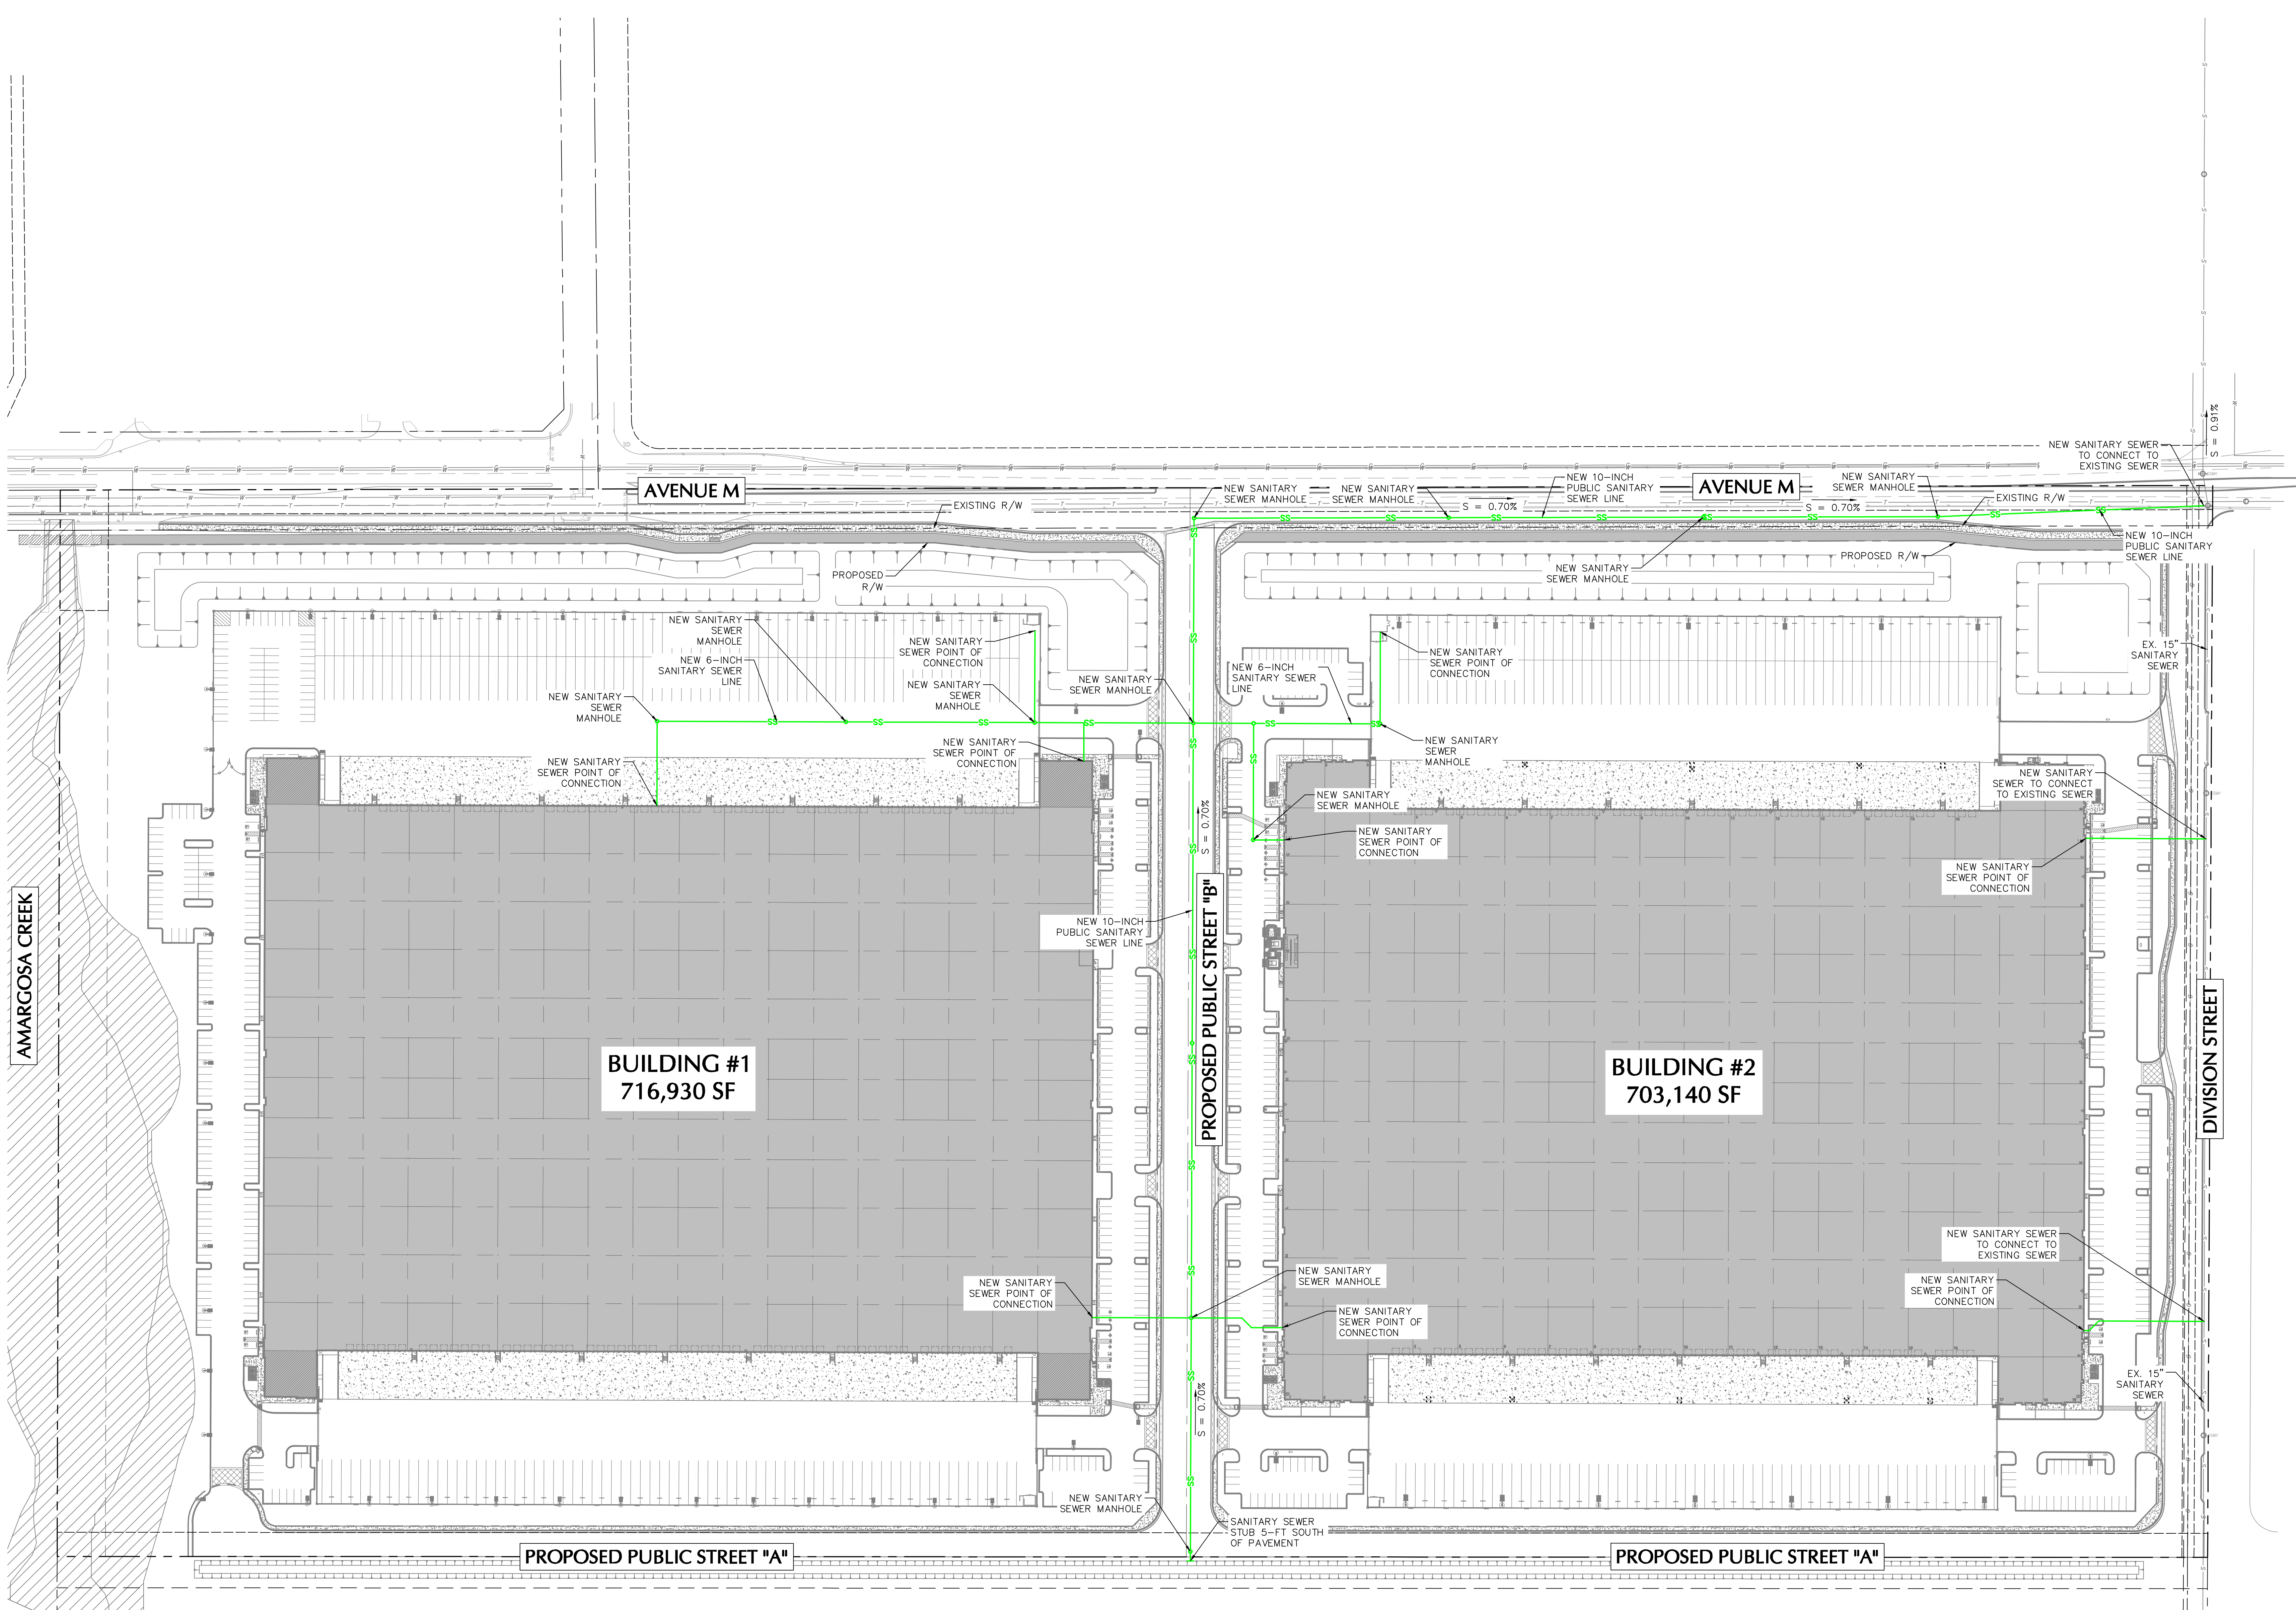 S = 0.91%
NEW SANITARY SEWER
TO CONNECT TO
EXISTING SEWER
AVENUE M
EXISTING R/W
NEW SANITARY
SEWER MANHOLE
NEW SANITARY
SEWER MANHOLE
S = 0.70%
NEW 10-INCH
PUBLIC SANITARY
SEWER LINE
AVENUE M
NEW SANITARY
SEWER MANHOLE
S = 0.70%
EXISTING R/W
NEW 10-INCH
PUBLIC SANITARY
SEWER LINE
PROPOSED
R/W
NEW SANITARY
SEWER MANHOLE
PROPOSED R/W
NEW SANITARY
SEWER
MANHOLE
NEW 6-INCH
SANITARY SEWER
LINE
NEW SANITARY
SEWER
MANHOLE
NEW SANITARY
SEWER POINT OF
CONNECTION
NEW SANITARY
SEWER
MANHOLE
NEW SANITARY
SEWER MANHOLE
NEW 6-INCH
SANITARY SEWER
LINE
NEW SANITARY
SEWER POINT OF
CONNECTION
EX. 15"
SANITARY
SEWER
NEW SANITARY
SEWER POINT OF
CONNECTION
NEW SANITARY
SEWER POINT OF
CONNECTION
NEW SANITARY
SEWER
MANHOLE
NEW SANITARY
SEWER TO CONNECT
TO EXISTING SEWER
NEW SANITARY
SEWER MANHOLE
S = 0.70%
NEW SANITARY
SEWER POINT OF
CONNECTION
NEW SANITARY
SEWER POINT OF
CONNECTION
AMARGOSA CREEK
NEW 10-INCH
PUBLIC SANITARY
SEWER LINE
PROPOSED PUBLIC STREET "B"
DIVISION STREET
BUILDING #1
716,930 SF
BUILDING #2
703,140 SF
NEW SANITARY SEWER
TO CONNECT TO
EXISTING SEWER
NEW SANITARY
SEWER POINT OF
CONNECTION
NEW SANITARY
SEWER MANHOLE
NEW SANITARY
SEWER POINT OF
CONNECTION
NEW SANITARY
SEWER POINT OF
CONNECTION
EX. 15"
SANITARY
SEWER
S = 0.70%
NEW SANITARY
SEWER MANHOLE
SANITARY SEWER
STUB 5-FT SOUTH
OF PAVEMENT
PROPOSED PUBLIC STREET "A"
PROPOSED PUBLIC STREET "A"